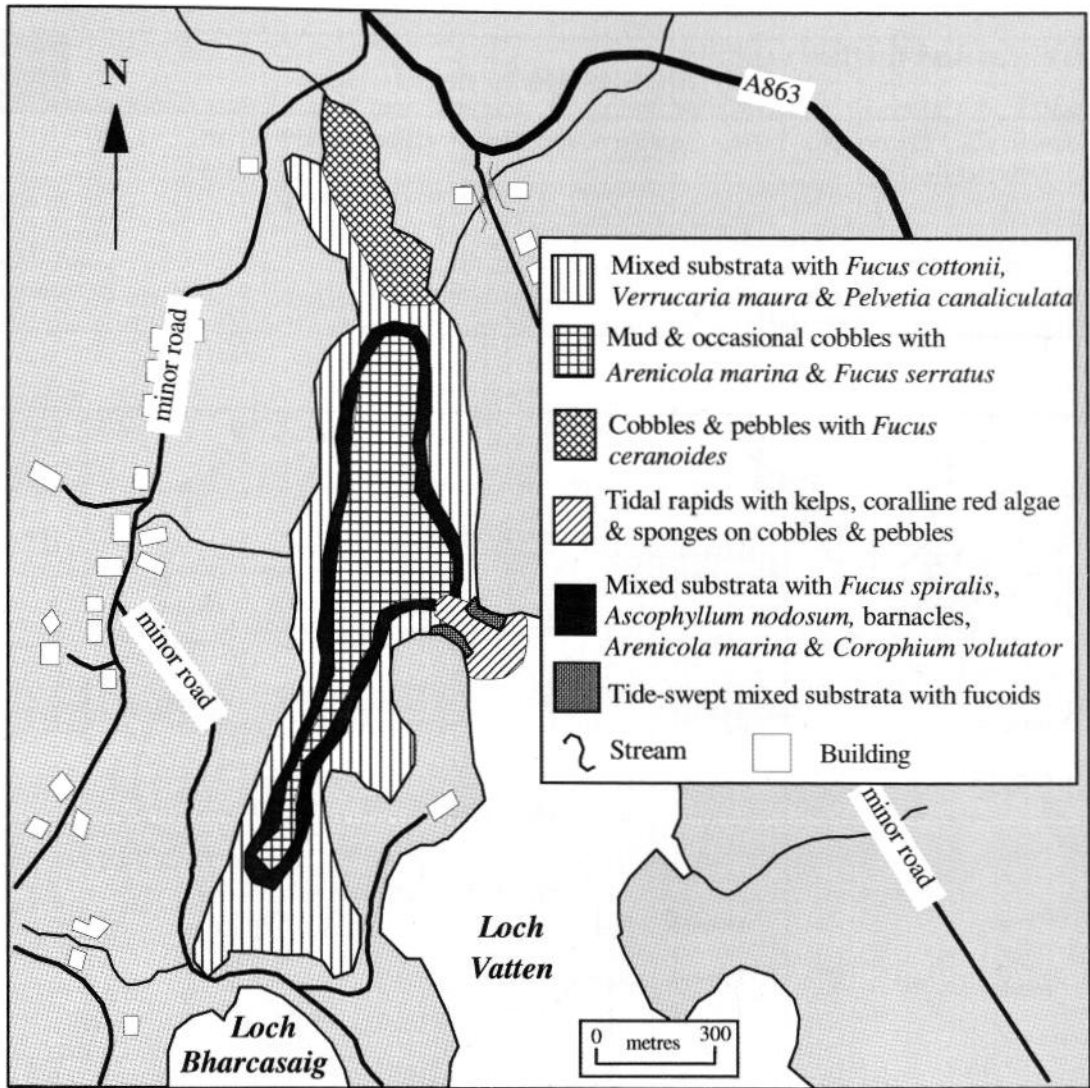 N
A863
Mixed substrata with Fucus cottonii,
Verrucaria maura & Pelvetia canaliculata
Mud & occasional cobbles with
Arenicola marina & Fucus serratus
Cobbles & pebbles with Fucus
ceranoides
Tidal rapids with kelps, coralline red algae
& sponges on cobbles & pebbles
Mixed substrata with Fucus spiralis,
Ascophyllum nodosum, barnacles,
Arenicola marina & Corophium volutator
Tide-swept mixed substrata with fucoids
Stream Building
minor road
minor road
minor road
Loch
Vatten
Loch
Bharcasaig
0 metres 300